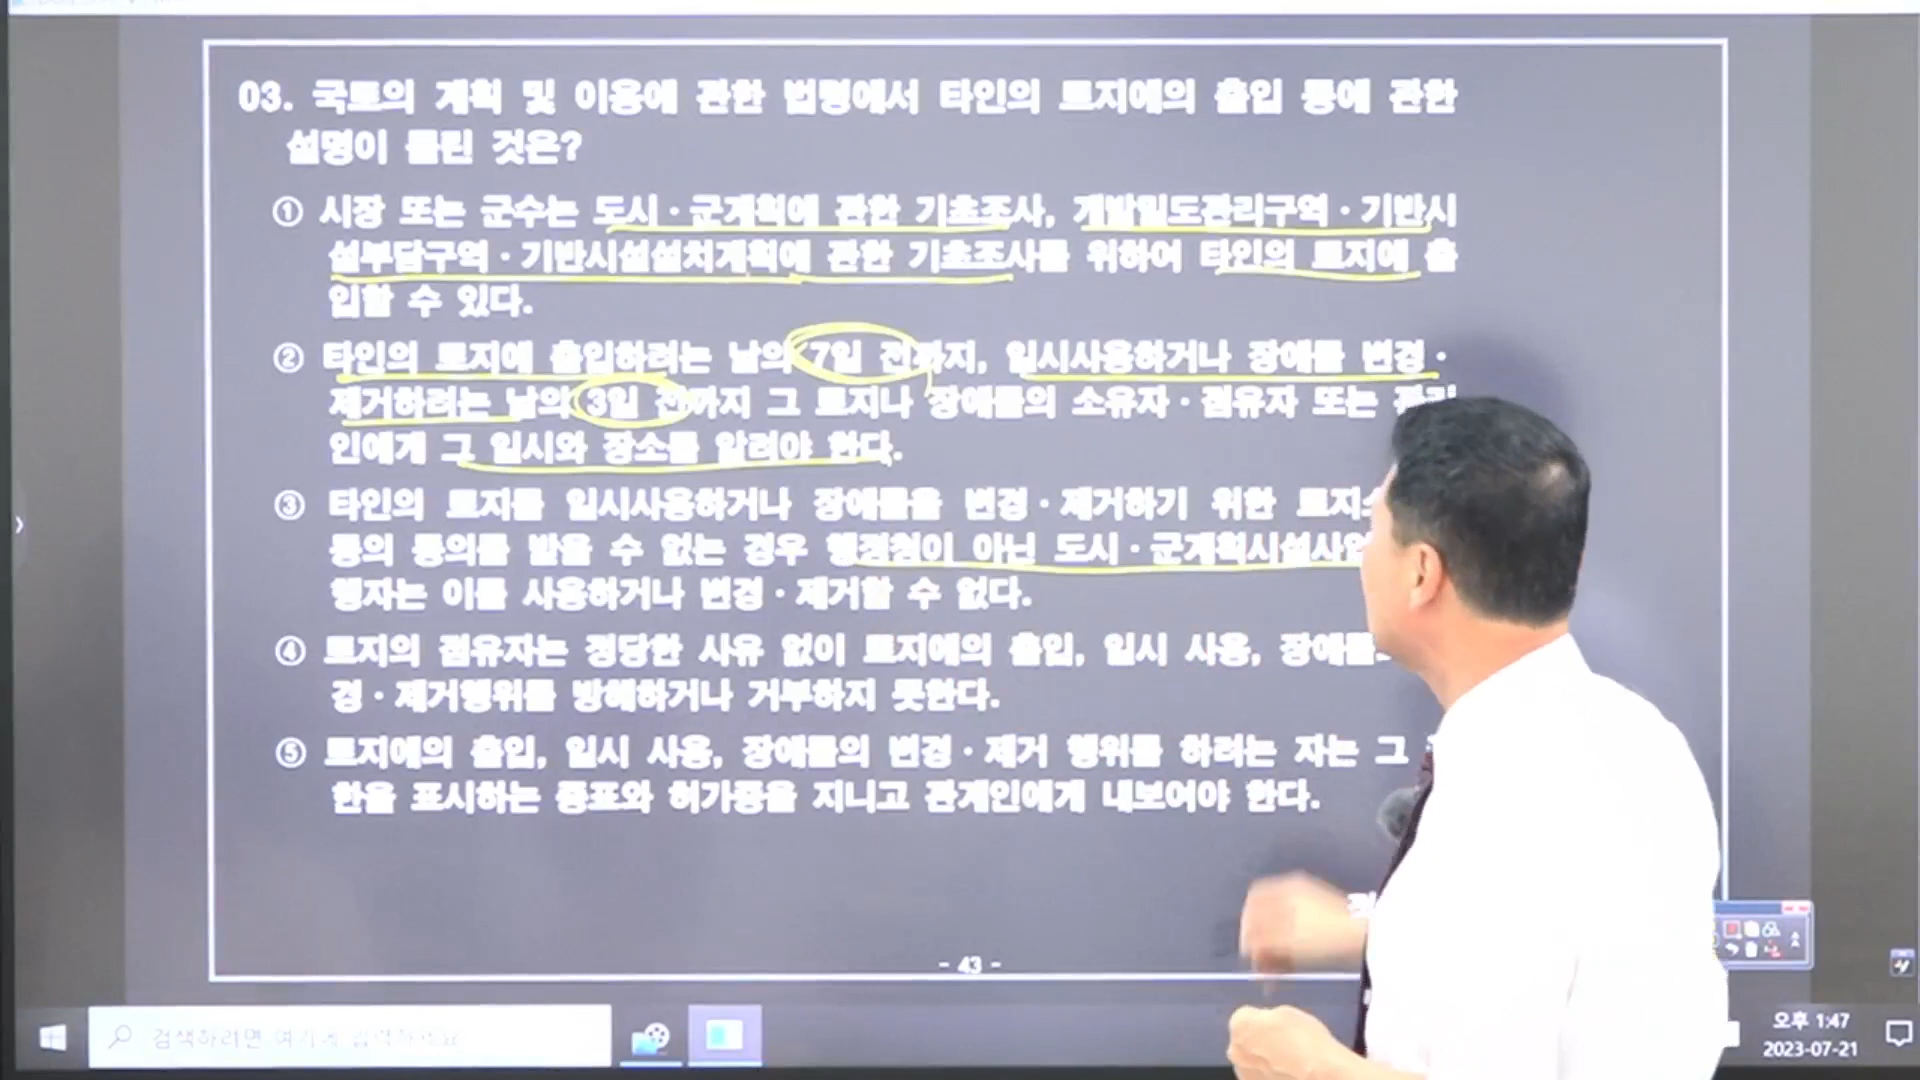 03. 국토의 계획 및 이용에 관한 법령에서 타인의 토지에의 출입 등에 관한
설명이 틀린 것은?
① 시장 또는 군수는 도시·군계획에 관한 기초조사, 개발밀도관리구역·기반시
설부담구역·기반시설설치계획에 관한 기초조사를 위하여 타인의 토지에 출
입할 수 있다.
② 타인의 토지에 출입하려는 날의 7일 전까지, 일시사용하거나 장애물 변경·
제거하려는 날의 3일 전까지 그 토지나 장애물의 소유자·점유자 또는 관리
인에게 그 일시와 장소를 알려야 한다.
③ 타인의 토지를 일시사용하거나 장애물을 변경·제거하기 위한
등의 동의를 받을 수 없는 경우 행정청이 아닌
행자는 이를 사용하거나 변경·제거할 수 없다.
④ 토지의 점유자는 정당한 사유 없이 토지에의 출입, 일시 사용,
경·제거행위를 방해하거나 거부하지 못한다.
⑤ 토지에의 출입, 일시 사용, 장애물의 변경·제거 행위를 하려는 자는 그
한을 표시하는 증표와 허가증을 지니고 관계인에게 내보여야 한다.
- 43 -
검색하려면 여기에 입력하세요
오후 1:47
2023-07-21